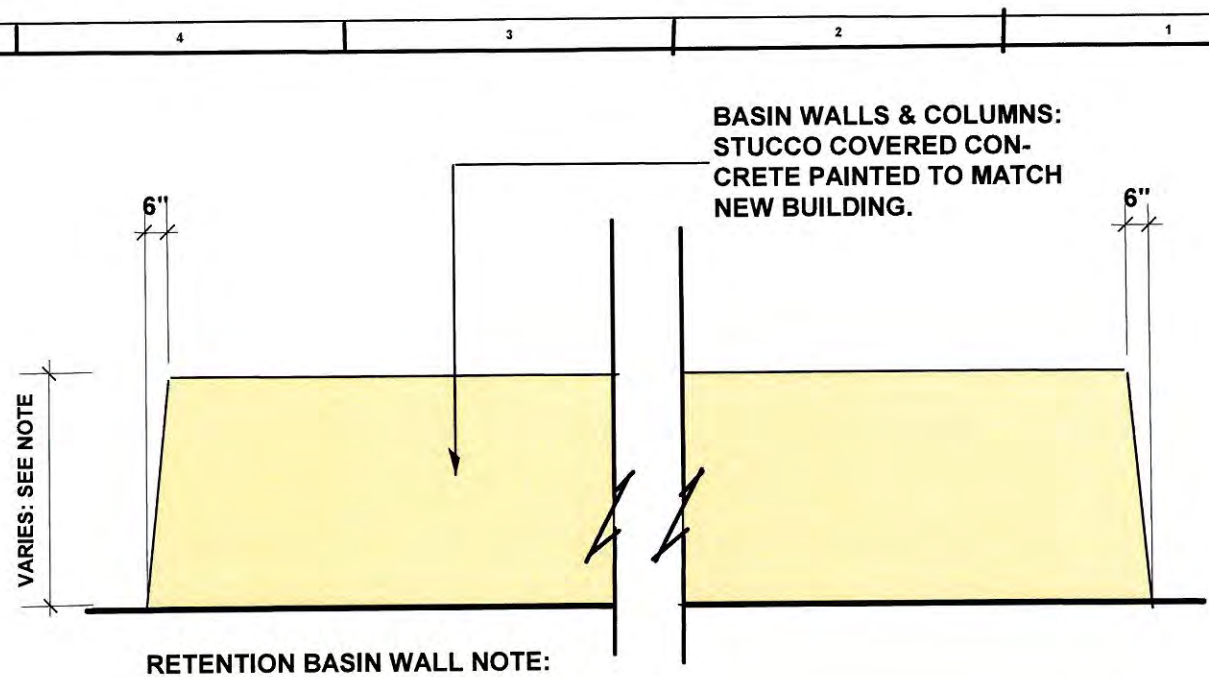 4 3 2 1
BASIN WALLS & COLUMNS:
STUCCO COVERED CON-
CRETE PAINTED TO MATCH
NEW BUILDING.
6" 6"
VARIES: SEE NOTE
RETENTION BASIN WALL NOTE: